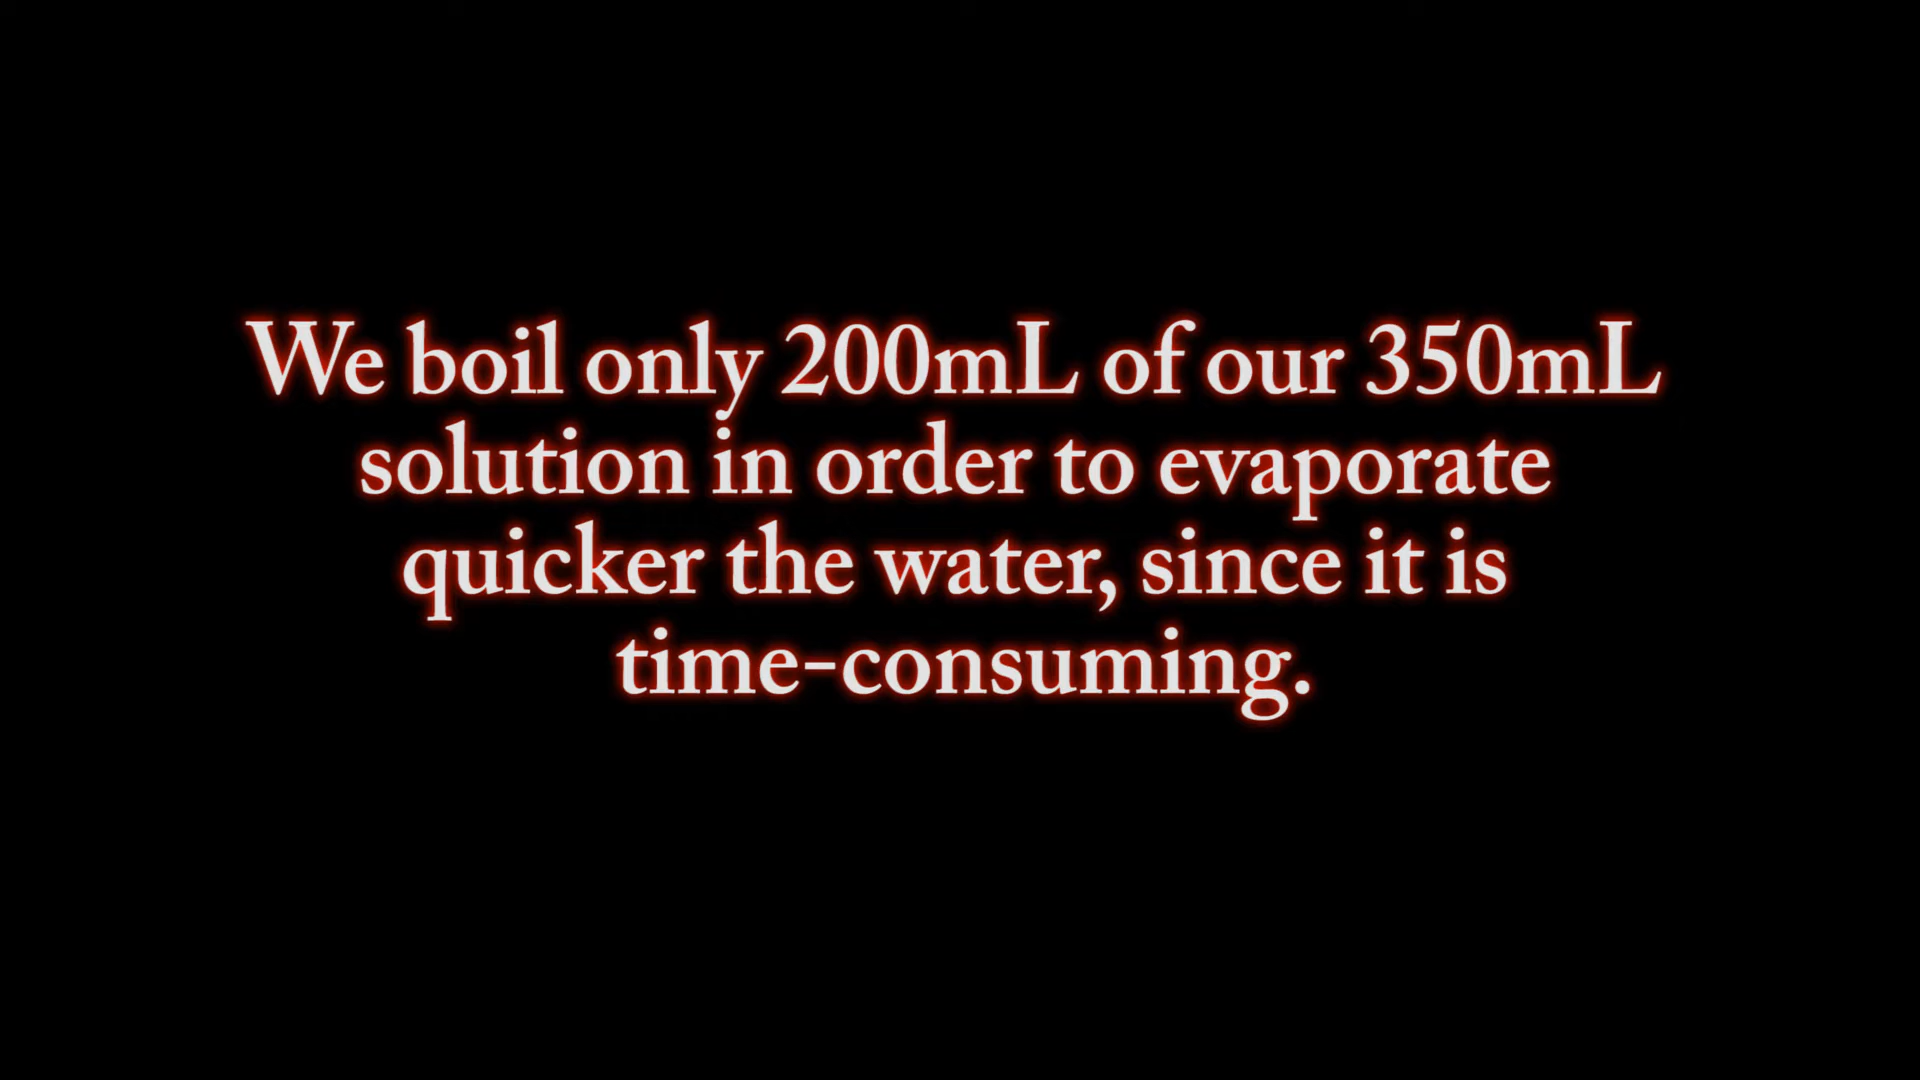 We boil only 200mL of our 350mL
solution in order to evaporate
quicker the water, since it is
time-consuming.